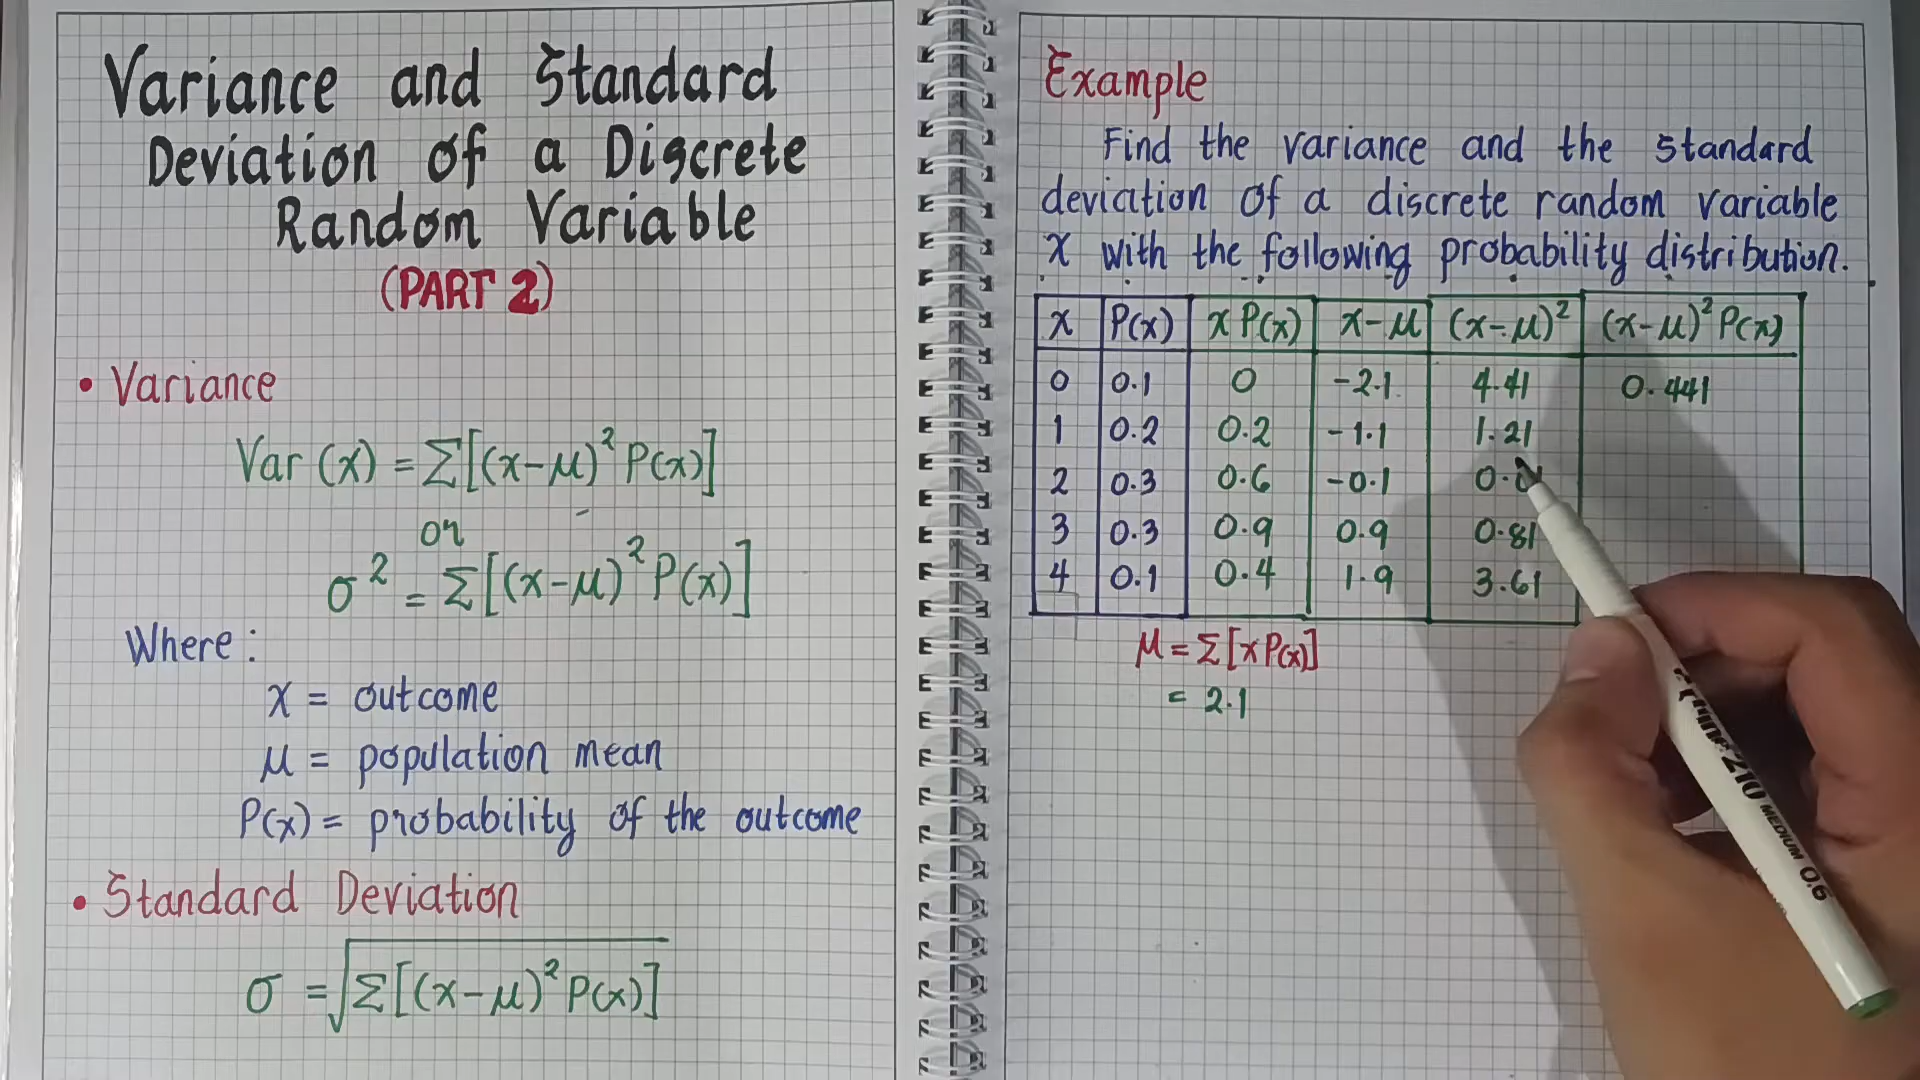 Variance and Standard
Deviation of a Discrete
Random Variable
(PART 2)
• Variance
Var (x) = Σ[(x-μ)² P(x)]
or
σ² = Σ[(x-μ)² P(x)]
Where:
x = outcome
μ = population mean
P(x) = probability of the outcome
• Standard Deviation
σ = √Σ[(x-μ)² P(x)]
Example
Find the variance and the standard
deviation of a discrete random variable
x with the following probability distribution.
x P(x) x P(x) x-μ (x-μ)² (x-μ)² P(x)
0 0.1 0 -2.1 4.41 0.441
1 0.2 0.2 -1.1 1.21
2 0.3 0.6 -0.1
3 0.3 0.9 0.9 0.81
4 0.1 0.4 1.9 3.61
μ = Σ[x P(x)]
= 2.1
MEDIUM 0.6